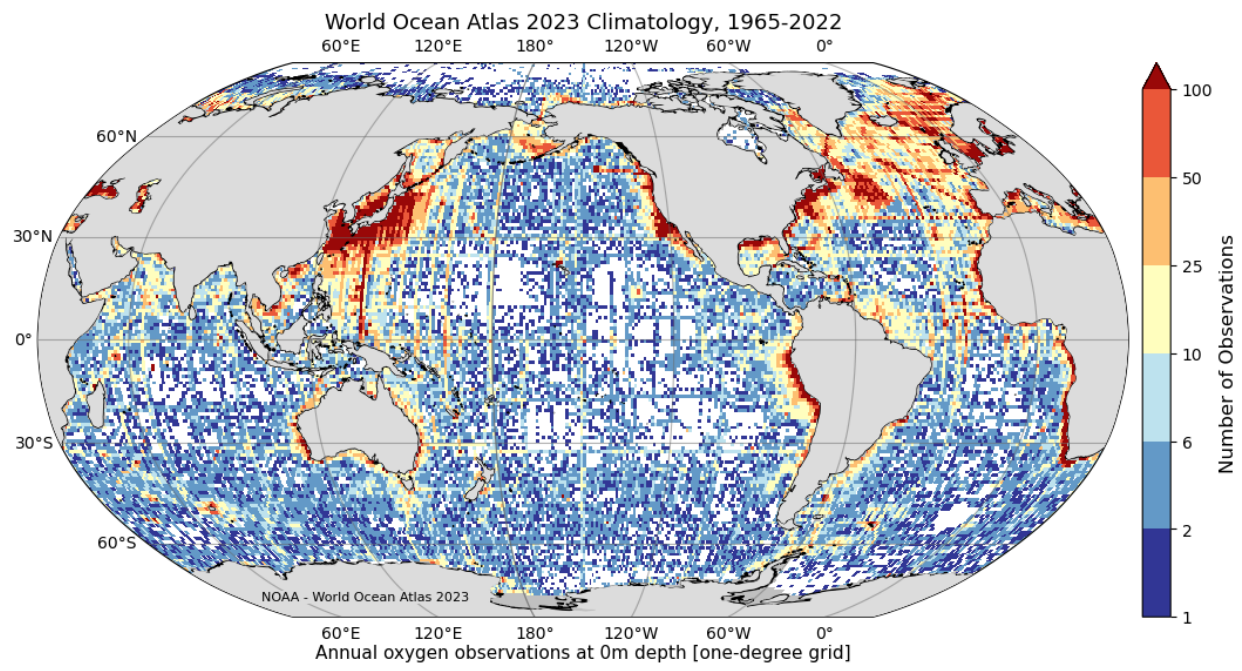 World Ocean Atlas 2023 Climatology, 1965-2022
60°E 120°E 180° 120°W 60°W 0°
60°N
30°N
0°
30°S
60°S
NOAA - World Ocean Atlas 2023
60°E 120°E 180° 120°W 60°W 0°
Annual oxygen observations at 0m depth [one-degree grid]
100
50
25
10
6
2
1
Number of Observations